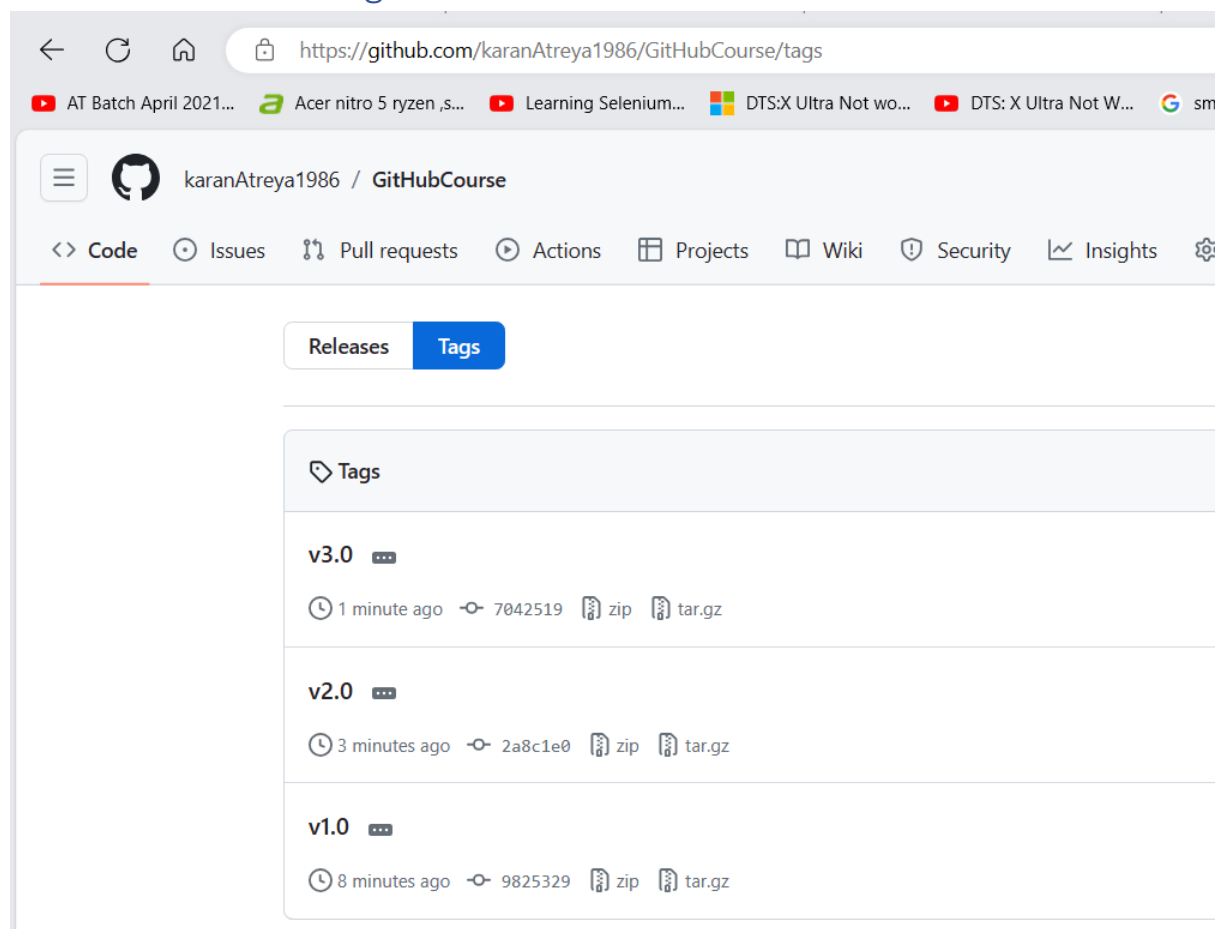 https://github.com/karanAtreya1986/GitHubCourse/tags
AT Batch April 2021... Acer nitro 5 ryzen ,s... Learning Selenium... DTS:X Ultra Not wo... DTS: X Ultra Not W... sm
karanAtreya1986 / GitHubCourse
Code Issues Pull requests Actions Projects Wiki Security Insights
Releases Tags
Tags
v3.0
1 minute ago 7042519 zip tar.gz
v2.0
3 minutes ago 2a8c1e0 zip tar.gz
v1.0
8 minutes ago 9825329 zip tar.gz